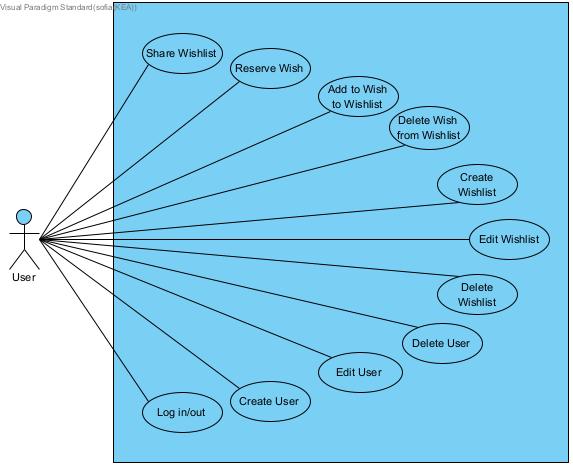 Visual Paradigm Standard(sofia(KEA))
Share Wishlist
Reserve Wish
Add to Wish
to Wishlist
Delete Wish
from Wishlist
Create
Wishlist
Edit Wishlist
User
Delete
Wishlist
Delete User
Edit User
Create User
Log in/out